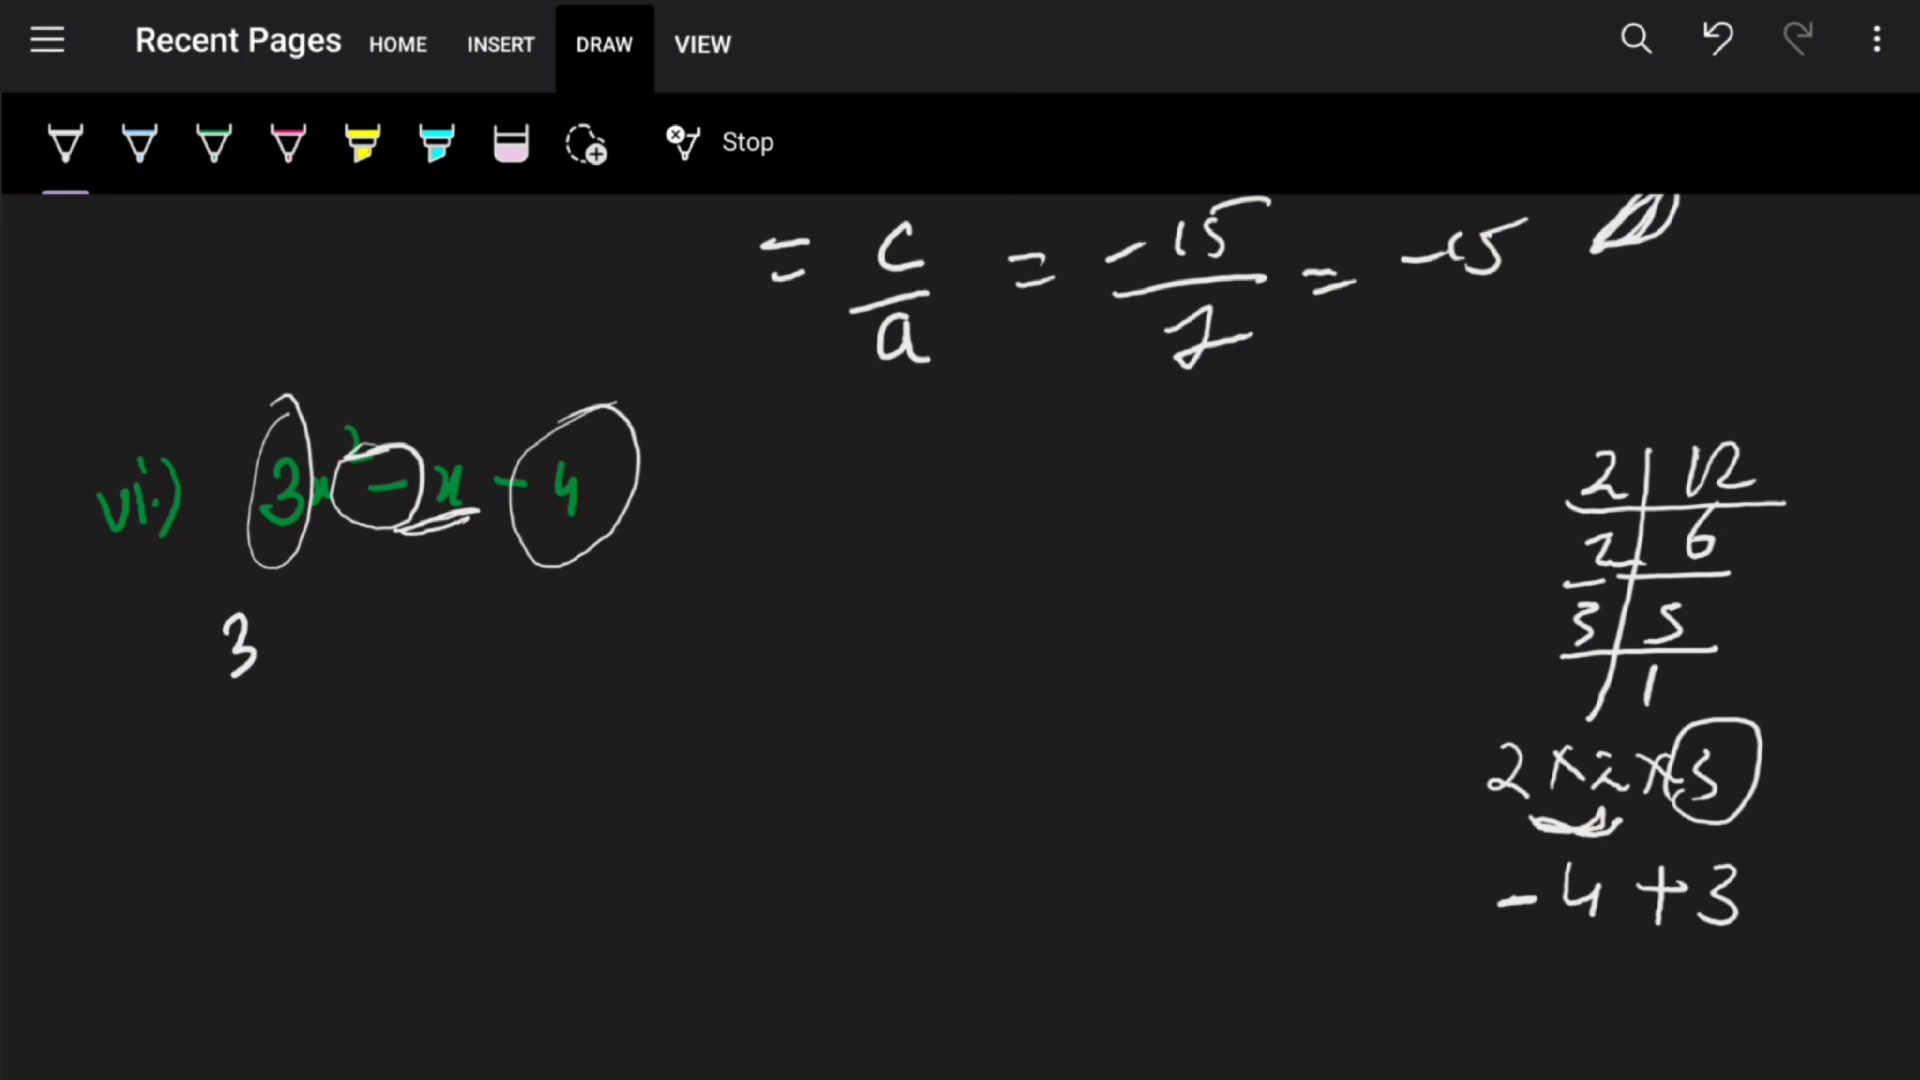 Recent Pages HOME INSERT DRAW VIEW
Stop
= c/a = -15/1 = -15
vi.) 3x² - x - 4
3
2 | 12
2 | 6
3 | 3
1
2 × 2 × 3
- 4 + 3